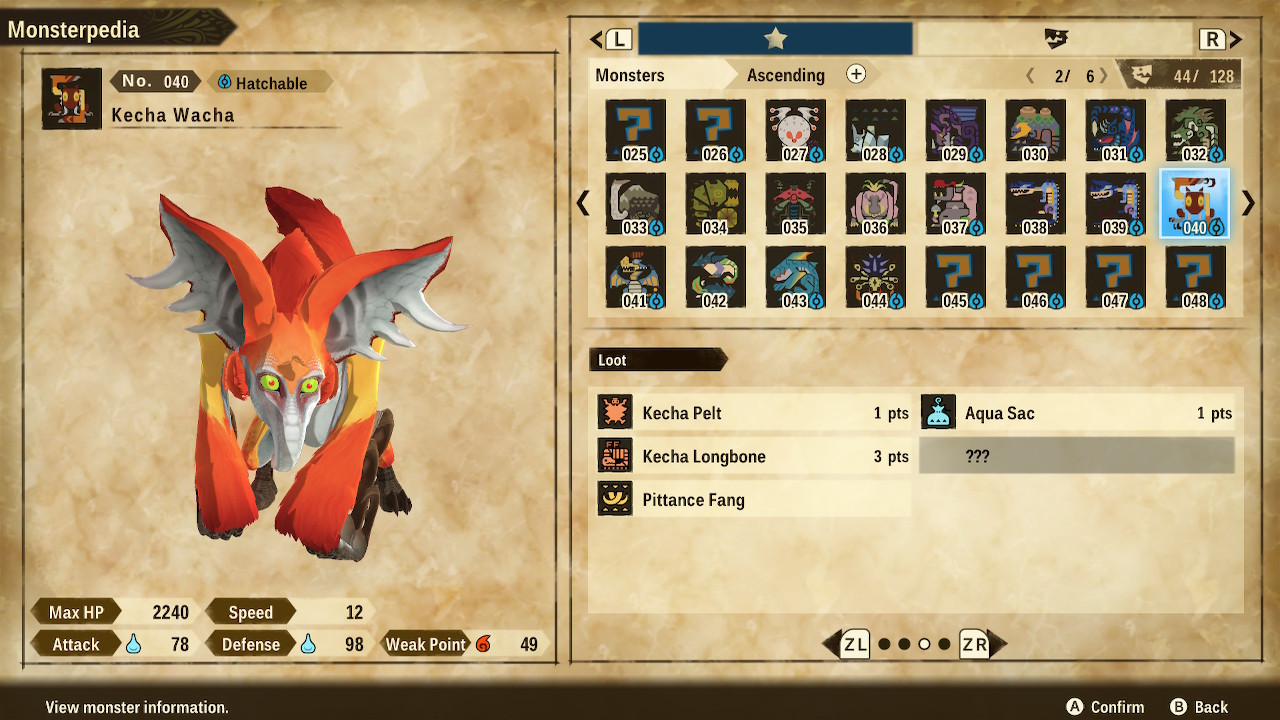 Monsterpedia
No. 040 Hatchable
Kecha Wacha
Max HP 2240 Speed 12
Attack 78 Defense 98 Weak Point 49
L R
Monsters Ascending + 2/ 6 44/ 128
025 026 027 028 029 030 031 032
033 034 035 036 037 038 039 040
041 042 043 044 045 046 047 048
Loot
Kecha Pelt 1 pts Aqua Sac 1 pts
Kecha Longbone 3 pts ???
Pittance Fang
ZL ZR
View monster information. A Confirm B Back